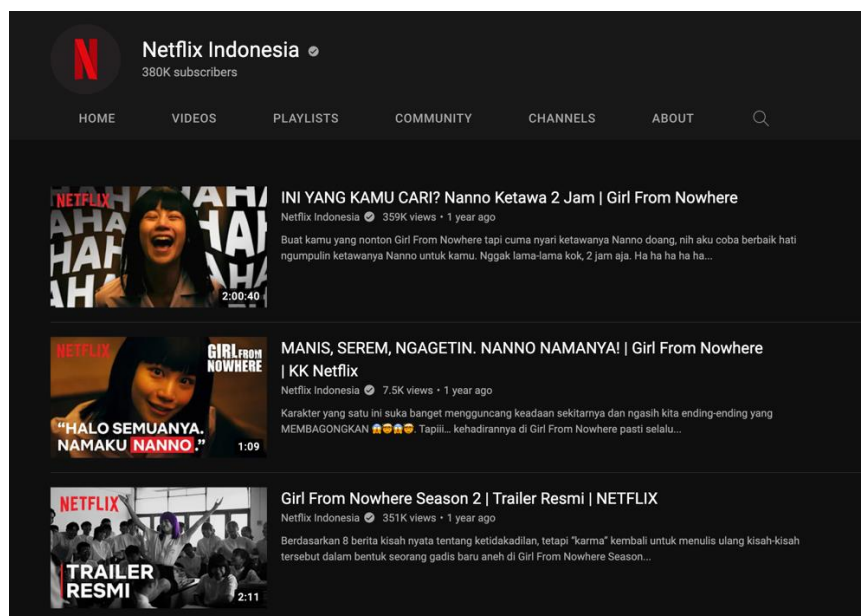 N
Netflix Indonesia
380K subscribers
HOME VIDEOS PLAYLISTS COMMUNITY CHANNELS ABOUT
NETFLIX
HAHA
AHA
HAH
AH
2:00:40
INI YANG KAMU CARI? Nanno Ketawa 2 Jam | Girl From Nowhere
Netflix Indonesia 359K views • 1 year ago
Buat kamu yang nonton Girl From Nowhere tapi cuma nyari ketawanya Nanno doang, nih aku coba berbaik hati
ngumpulin ketawanya Nanno untuk kamu. Nggak lama-lama kok, 2 jam aja. Ha ha ha ha ha...
NETFLIX
GIRL FROM
NOWHERE
“HALO SEMUANYA.
NAMAKU NANNO.”
1:09
MANIS, SEREM, NGAGETIN. NANNO NAMANYA! | Girl From Nowhere
| KK Netflix
Netflix Indonesia 7.5K views • 1 year ago
Karakter yang satu ini suka banget mengguncang keadaan sekitarnya dan ngasih kita ending-ending yang
MEMBAGONGKAN 😱🤯😱🤯. Tapiii... kehadirannya di Girl From Nowhere pasti selalu...
NETFLIX
TRAILER
RESMI
2:11
Girl From Nowhere Season 2 | Trailer Resmi | NETFLIX
Netflix Indonesia 351K views • 1 year ago
Berdasarkan 8 berita kisah nyata tentang ketidakadilan, tetapi “karma” kembali untuk menulis ulang kisah-kisah
tersebut dalam bentuk seorang gadis baru aneh di Girl From Nowhere Season...